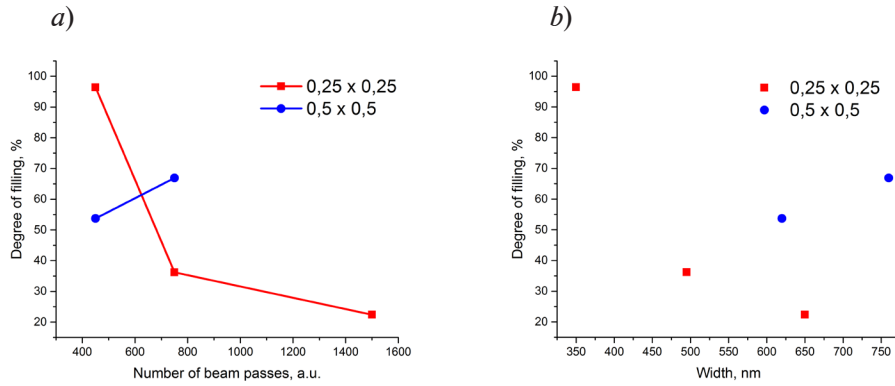 a)
b)
100
90
80
70
60
50
40
30
20
400 600 800 1000 1200 1400 1600
Degree of filling, %
Number of beam passes, a.u.
0,25 x 0,25
0,5 x 0,5
100
90
80
70
60
50
40
30
20
350 400 450 500 550 600 650 700 750
Degree of filling, %
Width, nm
0,25 x 0,25
0,5 x 0,5